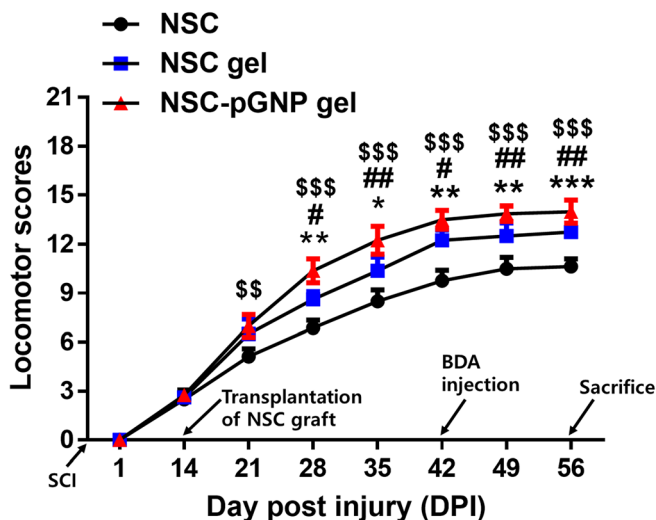 NSC
NSC gel
NSC-pGNP gel
Locomotor scores
21
18
15
12
9
6
3
0
$$
$$$
#
**
$$$
##
*
$$$
#
**
$$$
##
**
$$$
##
***
Transplantation
of NSC graft
BDA
injection
Sacrifice
SCI
1 14 21 28 35 42 49 56
Day post injury (DPI)